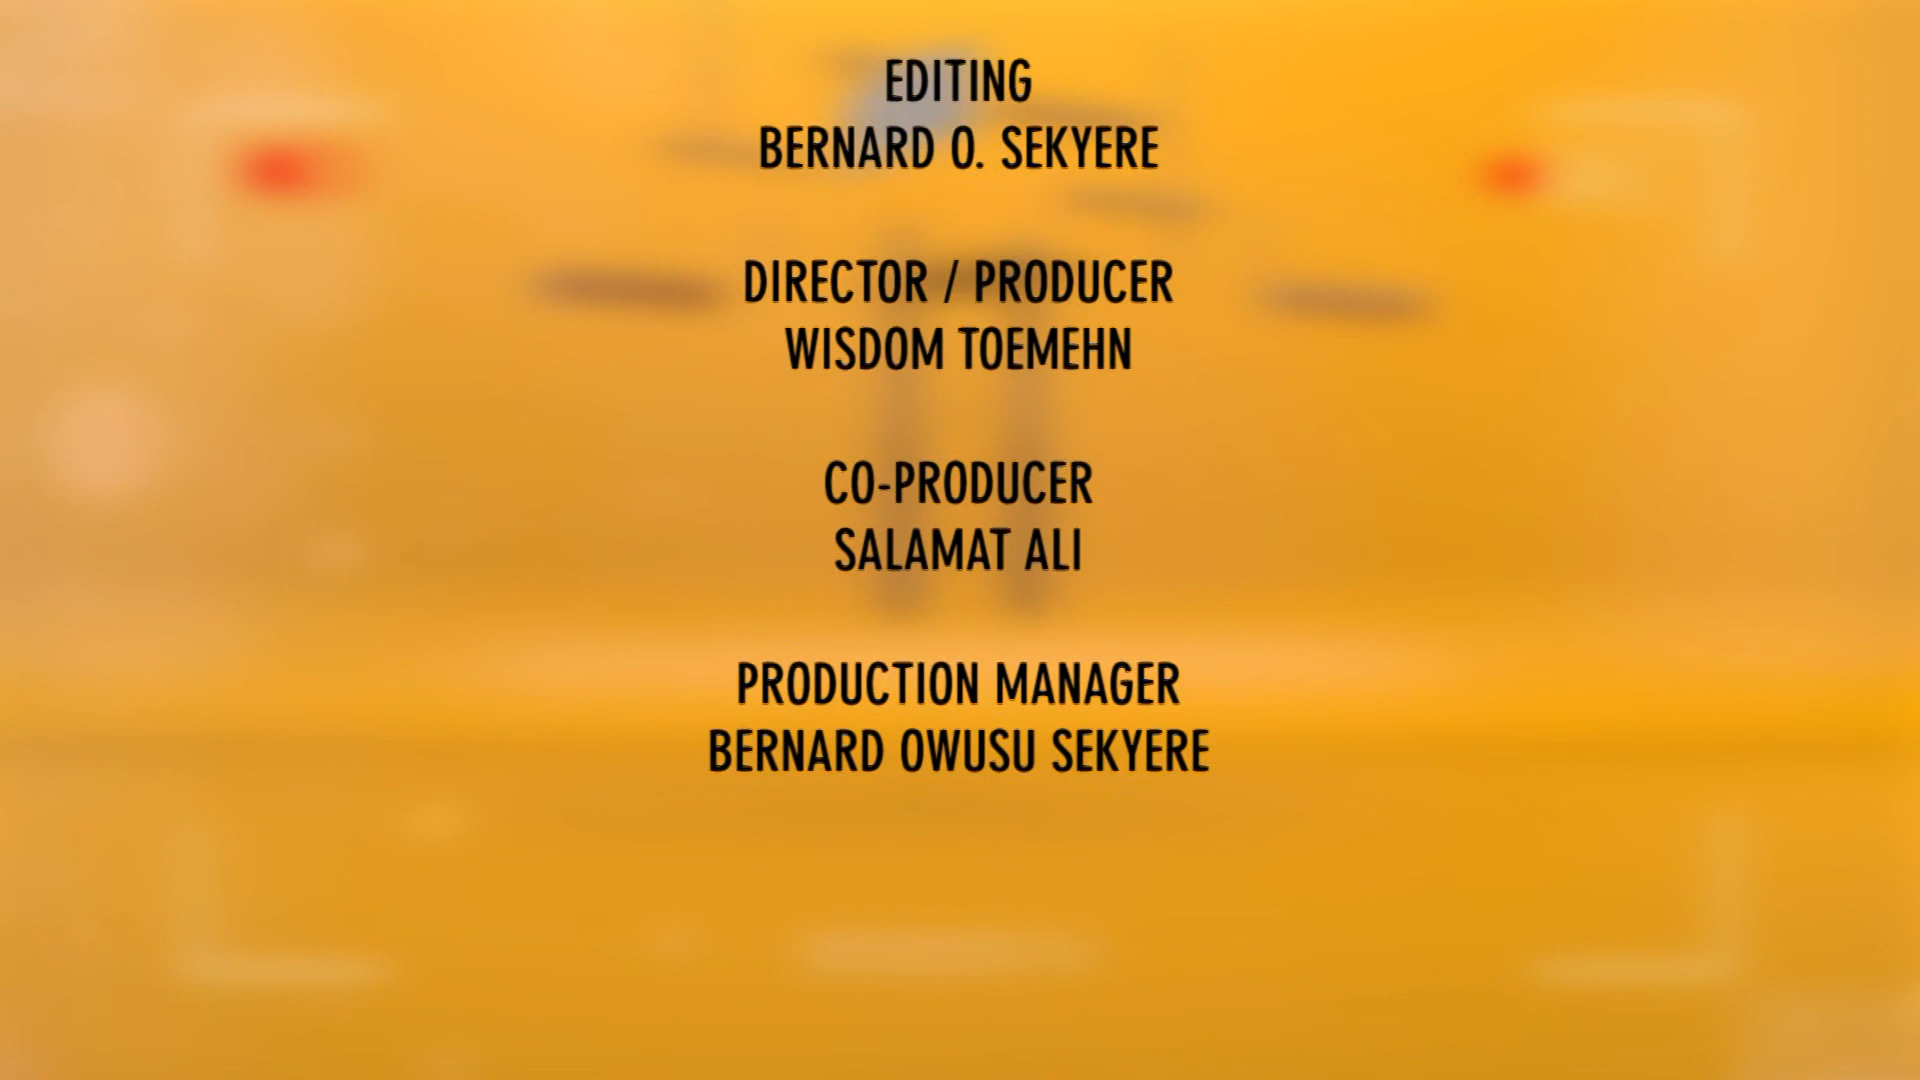 EDITING
BERNARD O. SEKYERE
DIRECTOR / PRODUCER
WISDOM TOEMEHN
CO-PRODUCER
SALAMAT ALI
PRODUCTION MANAGER
BERNARD OWUSU SEKYERE